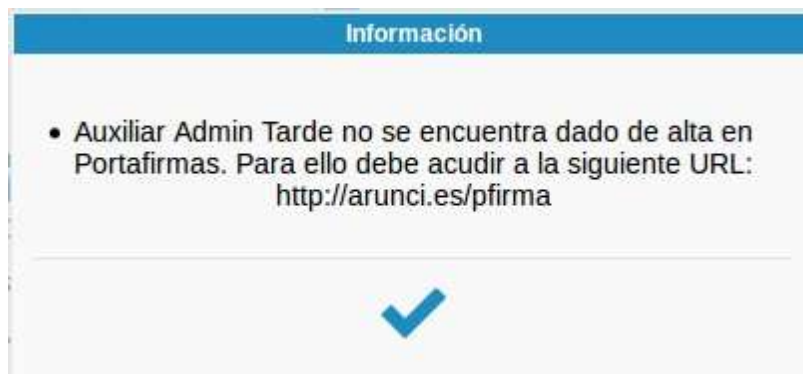 Información
• Auxiliar Admin Tarde no se encuentra dado de alta en
Portafirmas. Para ello debe acudir a la siguiente URL:
http://arunci.es/pfirma